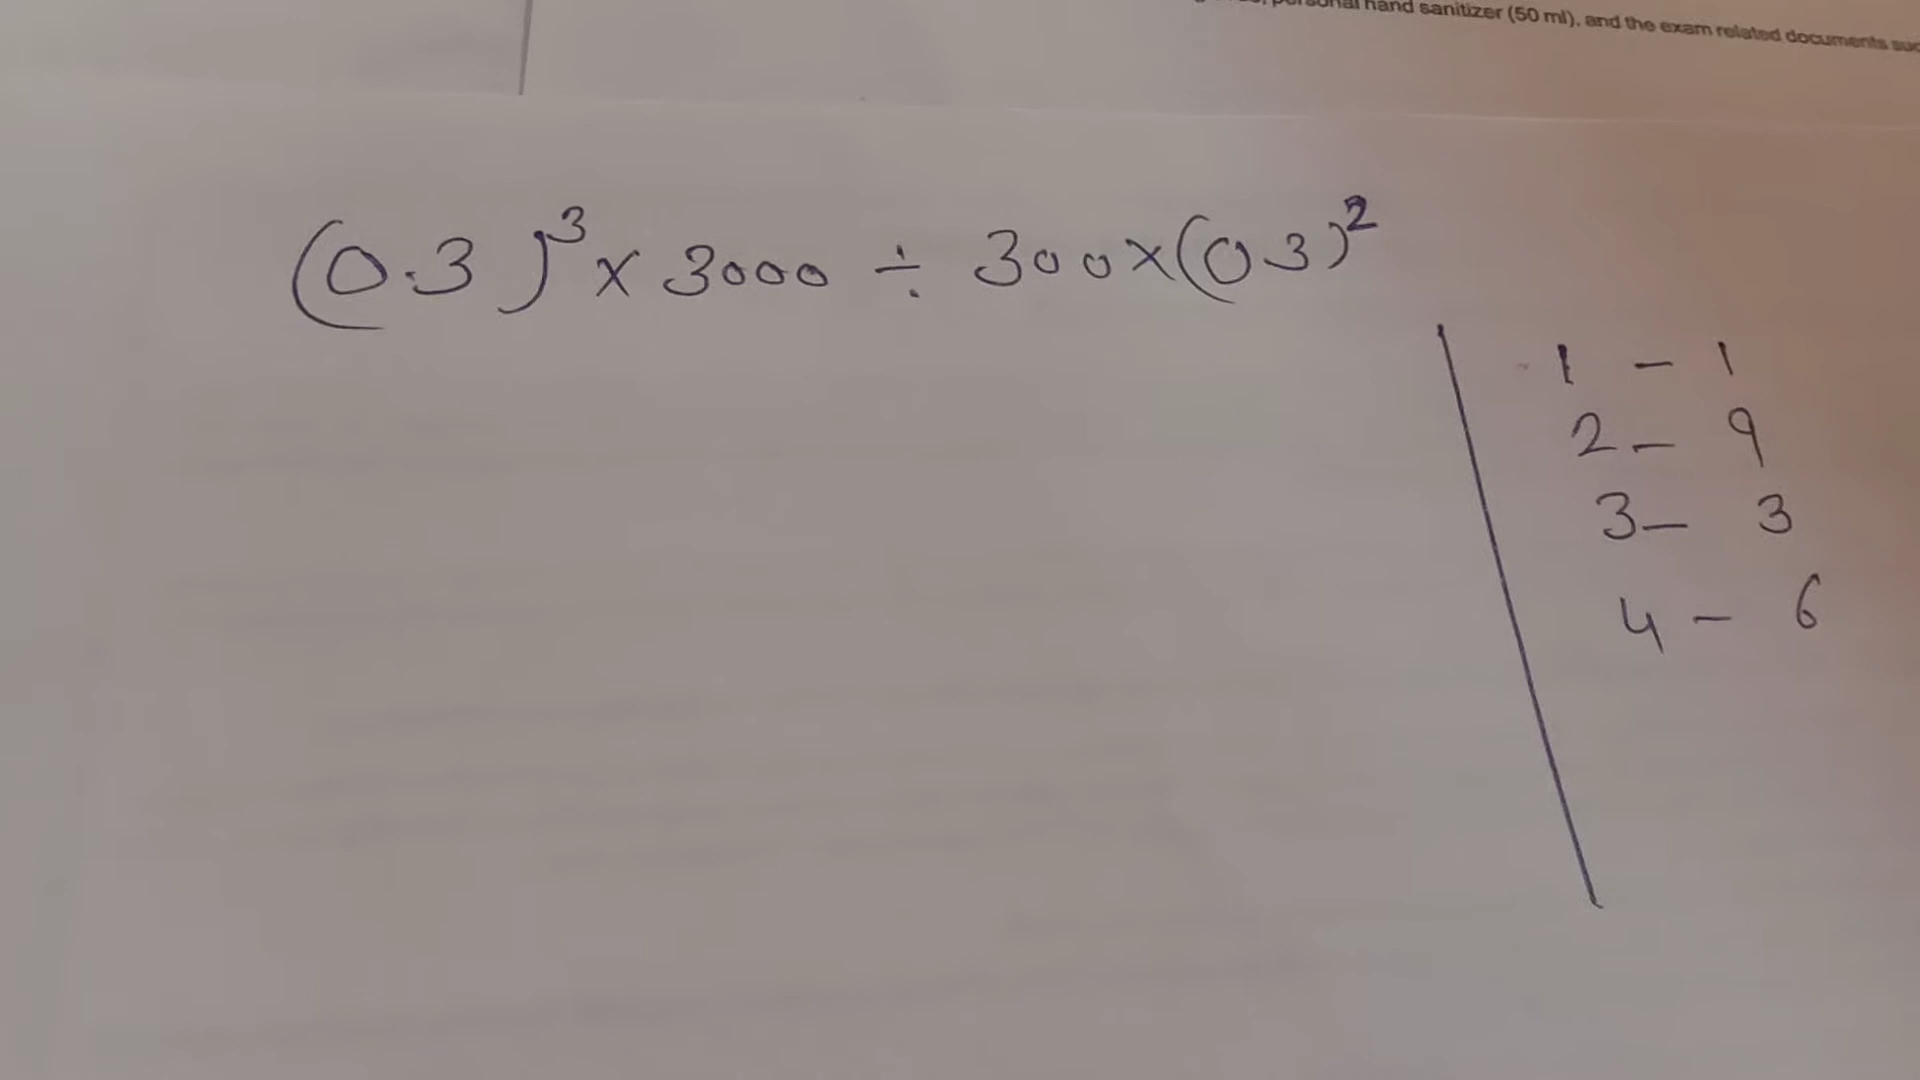 personal hand sanitizer (50 ml), and the exam related documents
(0.3)³ × 3000 ÷ 300 × (0.3)²
1 - 1
2 - 9
3 - 3
4 - 6